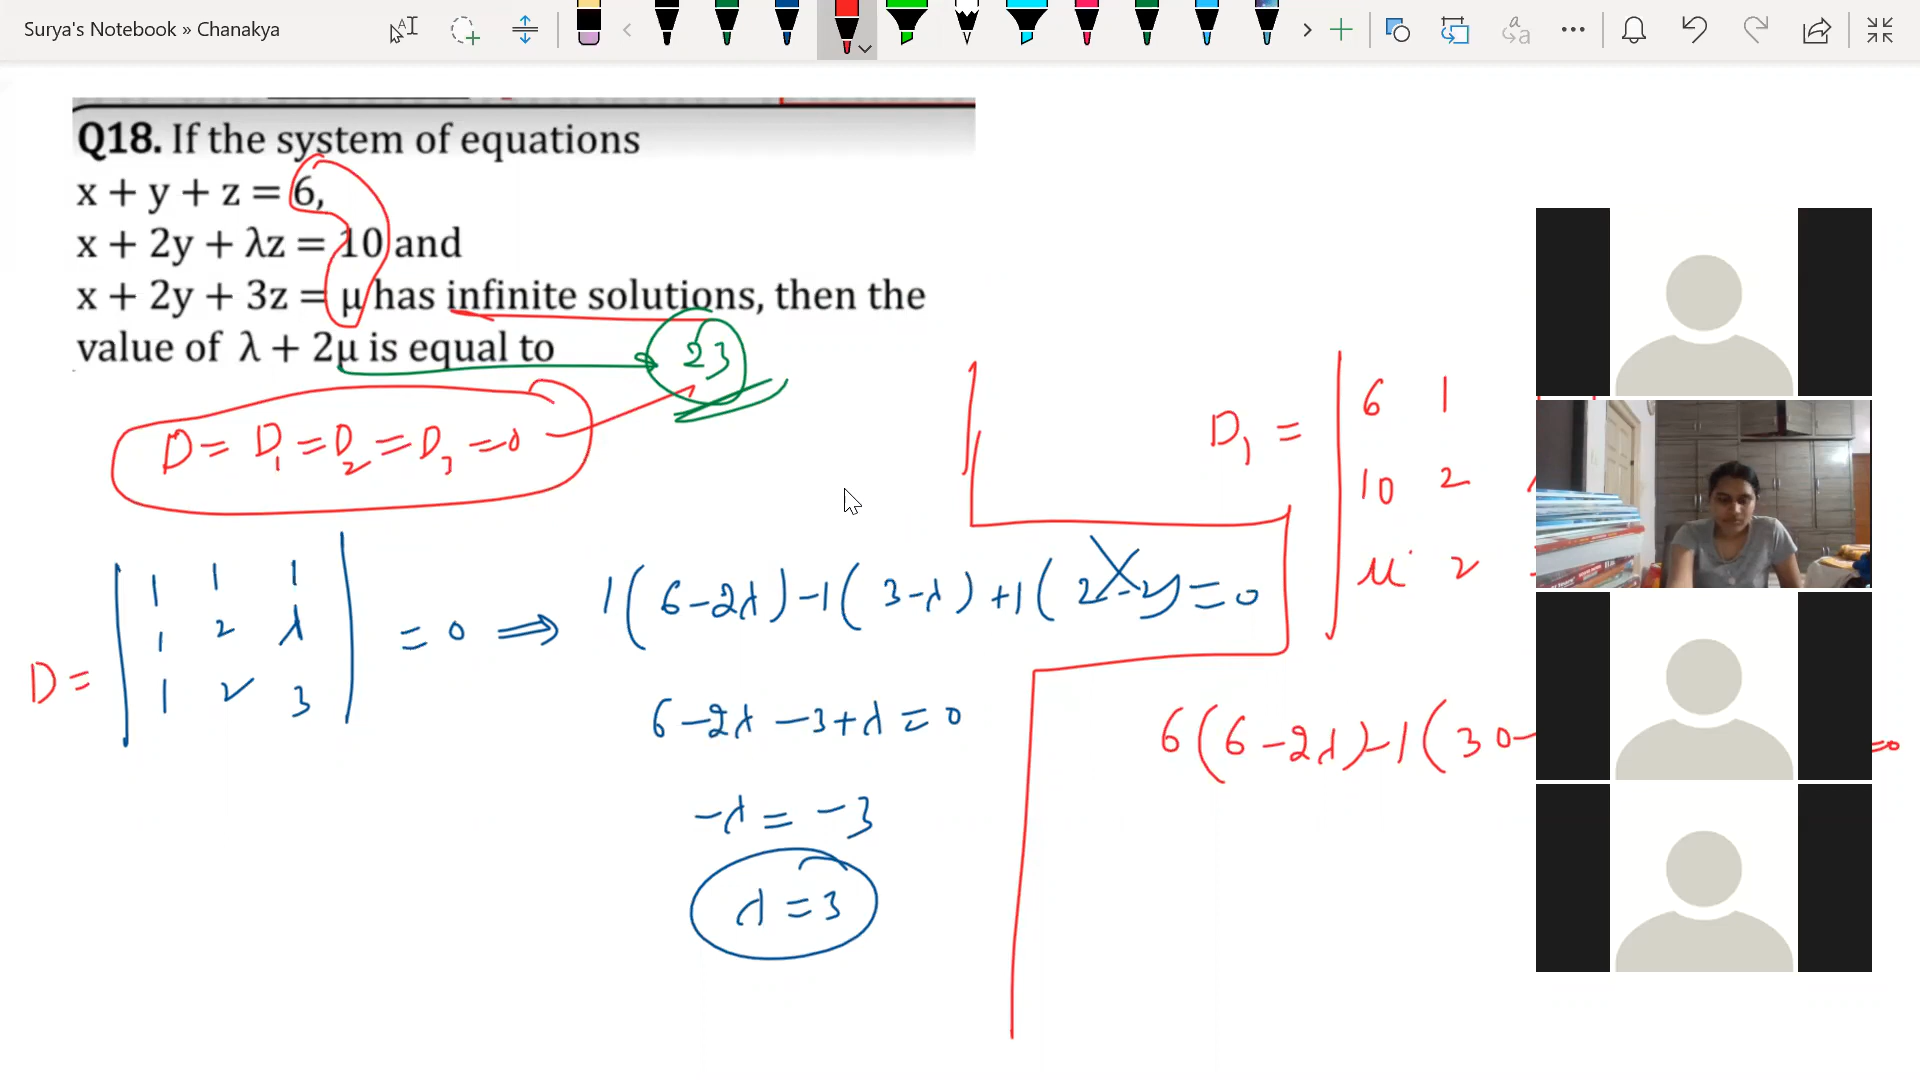 Surya's Notebook » Chanakya
Q18. If the system of equations
x + y + z = 6,
x + 2y + λz = 10 and
x + 2y + 3z = μ has infinite solutions, then the
value of λ + 2μ is equal to
23
D = D₁ = D₂ = D₃ = 0
D₁ =
6 1
10 2
μ 2
D =
1 1 1
1 2 λ
1 2 3
= 0 ⇒ 1(6-2λ)-1(3-λ)+1(2-2)=0
6-2λ-3+λ=0
-λ = -3
λ = 3
6(6-2λ)-1(30-
=0